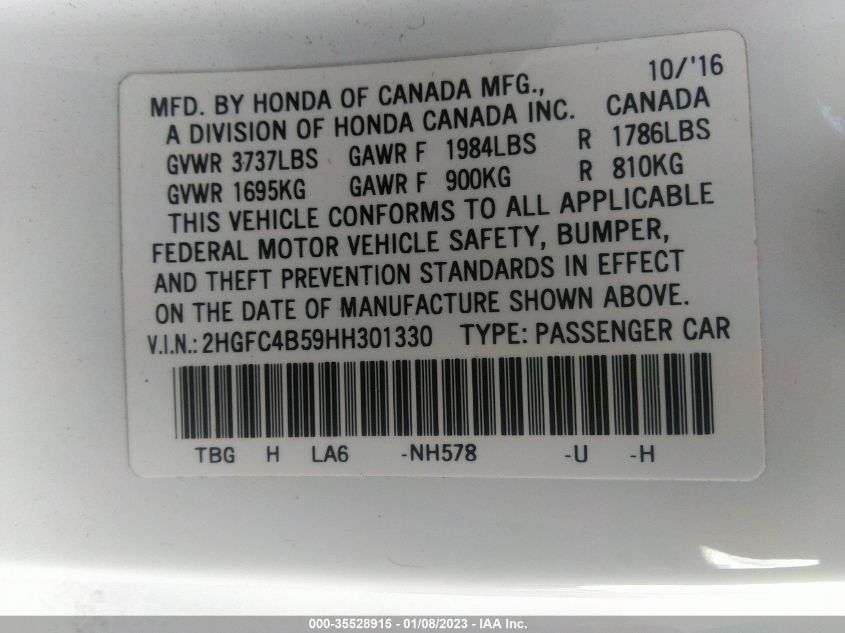 10/'16
MFD. BY HONDA OF CANADA MFG.,
A DIVISION OF HONDA CANADA INC. CANADA
GVWR 3737LBS GAWR F 1984LBS R 1786LBS
GVWR 1695KG GAWR F 900KG R 810KG
THIS VEHICLE CONFORMS TO ALL APPLICABLE
FEDERAL MOTOR VEHICLE SAFETY, BUMPER,
AND THEFT PREVENTION STANDARDS IN EFFECT
ON THE DATE OF MANUFACTURE SHOWN ABOVE.
V.I.N.: 2HGFC4B59HH301330 TYPE: PASSENGER CAR
TBG H LA6 -NH578 -U -H
000-35528915 — 01/08/2023 — IAA Inc.